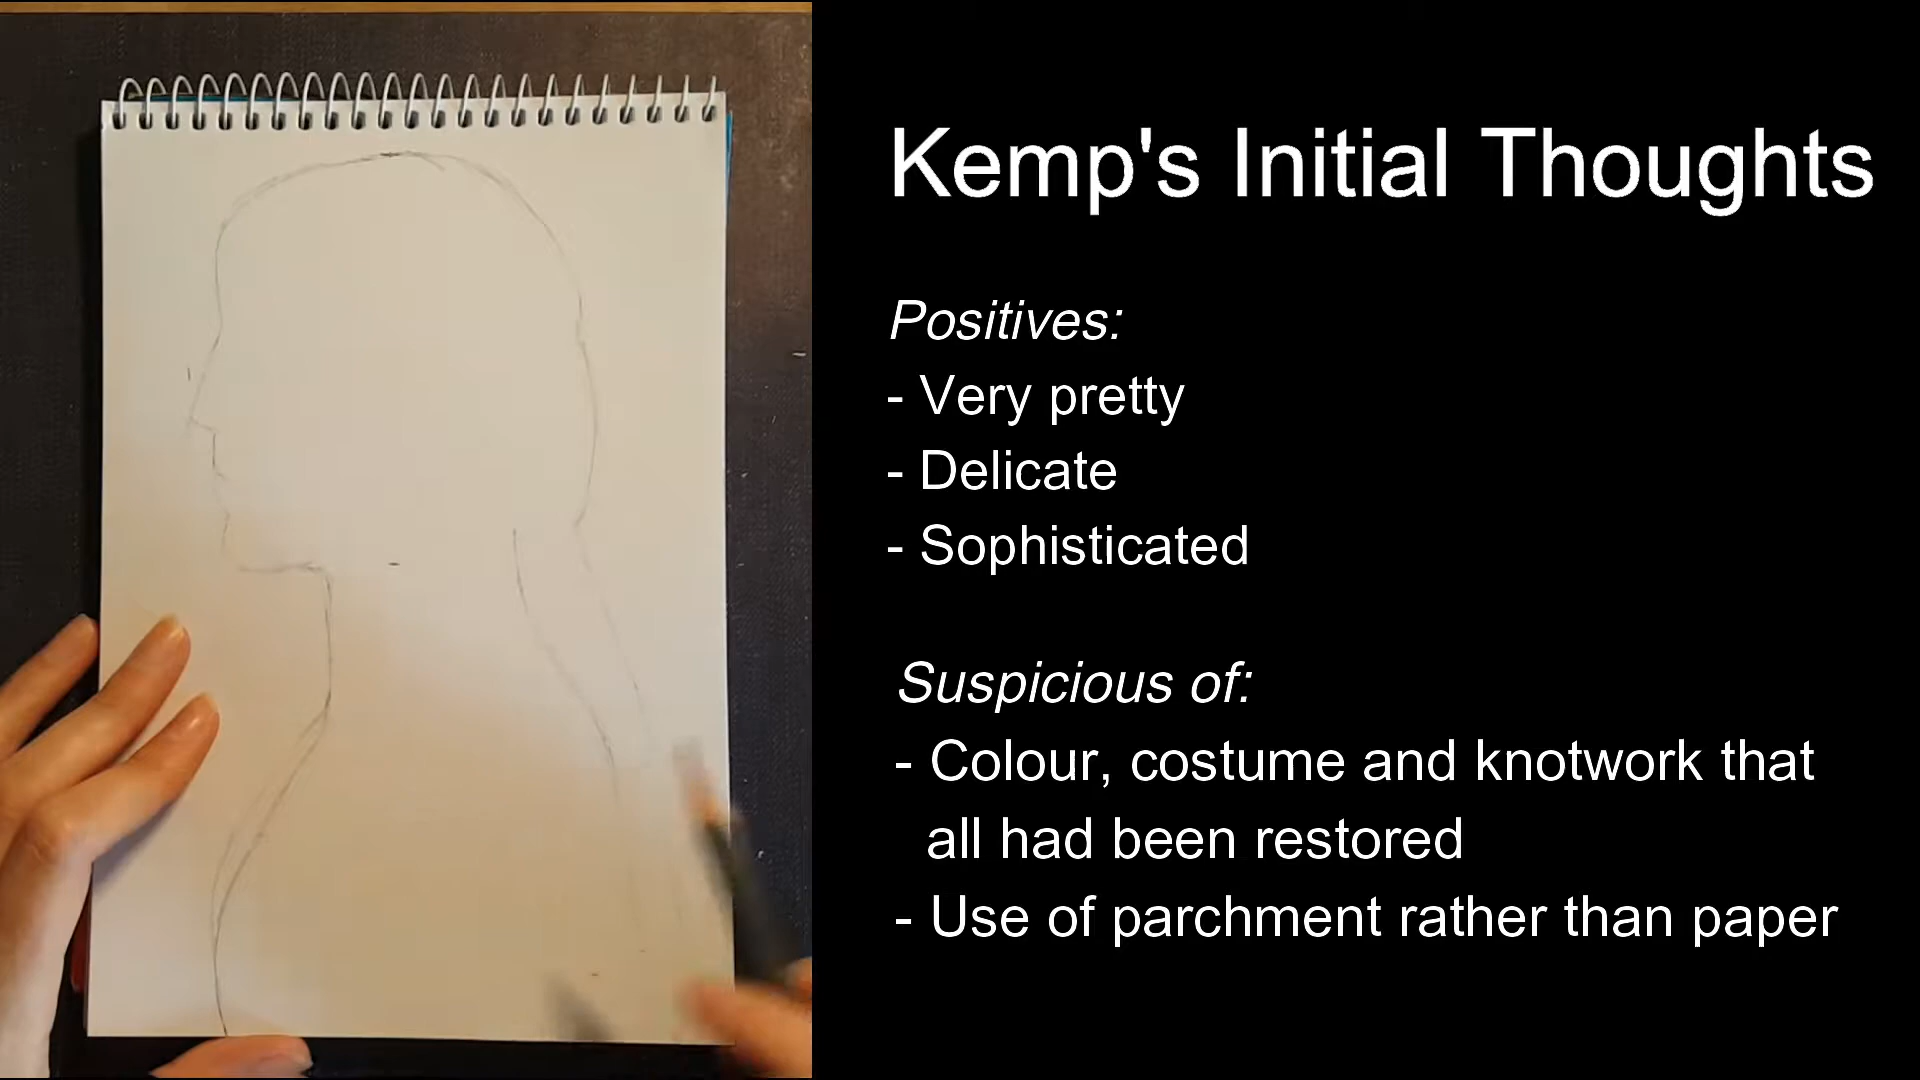 Kemp's Initial Thoughts
Positives:
- Very pretty
- Delicate
- Sophisticated
Suspicious of:
- Colour, costume and knotwork that
all had been restored
- Use of parchment rather than paper